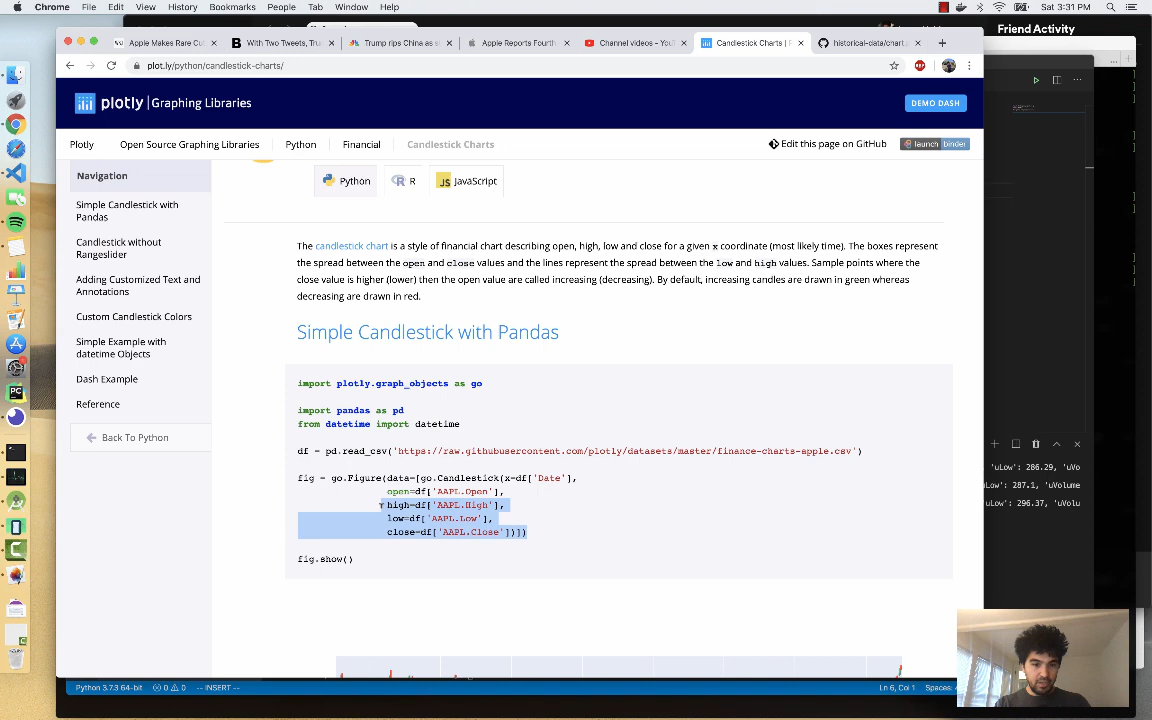 Chrome File Edit View History Bookmarks People Tab Window Help
Sat 3:31 PM
Friend Activity
Apple Makes Rare Cu
With Two Tweets, Tru
Trump rips China as
Apple Reports Fourth
Channel videos - You
Candlestick Charts | P
historical-data/chart.
plot.ly/python/candlestick-charts/
plotly | Graphing Libraries
DEMO DASH
Plotly Open Source Graphing Libraries Python Financial Candlestick Charts
Edit this page on GitHub
launch binder
Navigation
Simple Candlestick with
Pandas
Candlestick without
Rangeslider
Adding Customized Text and
Annotations
Custom Candlestick Colors
Simple Example with
datetime Objects
Dash Example
Reference
Back To Python
Python R JS JavaScript
The candlestick chart is a style of financial chart describing open, high, low and close for a given x coordinate (most likely time). The boxes represent
the spread between the open and close values and the lines represent the spread between the low and high values. Sample points where the
close value is higher (lower) then the open value are called increasing (decreasing). By default, increasing candles are drawn in green whereas
decreasing are drawn in red.
Simple Candlestick with Pandas
import plotly.graph_objects as go
import pandas as pd
from datetime import datetime
df = pd.read_csv('https://raw.githubusercontent.com/plotly/datasets/master/finance-charts-apple.csv')
fig = go.Figure(data=[go.Candlestick(x=df['Date'],
open=df['AAPL.Open'],
high=df['AAPL.High'],
low=df['AAPL.Low'],
close=df['AAPL.Close'])])
fig.show()
'uLow': 286.29, 'uVo
'uLow': 287.1, 'uVolume
uLow': 296.37, 'uVolu
Python 3.7.3 64-bit 0 0 -- INSERT --
Ln 6, Col 1 Spaces: